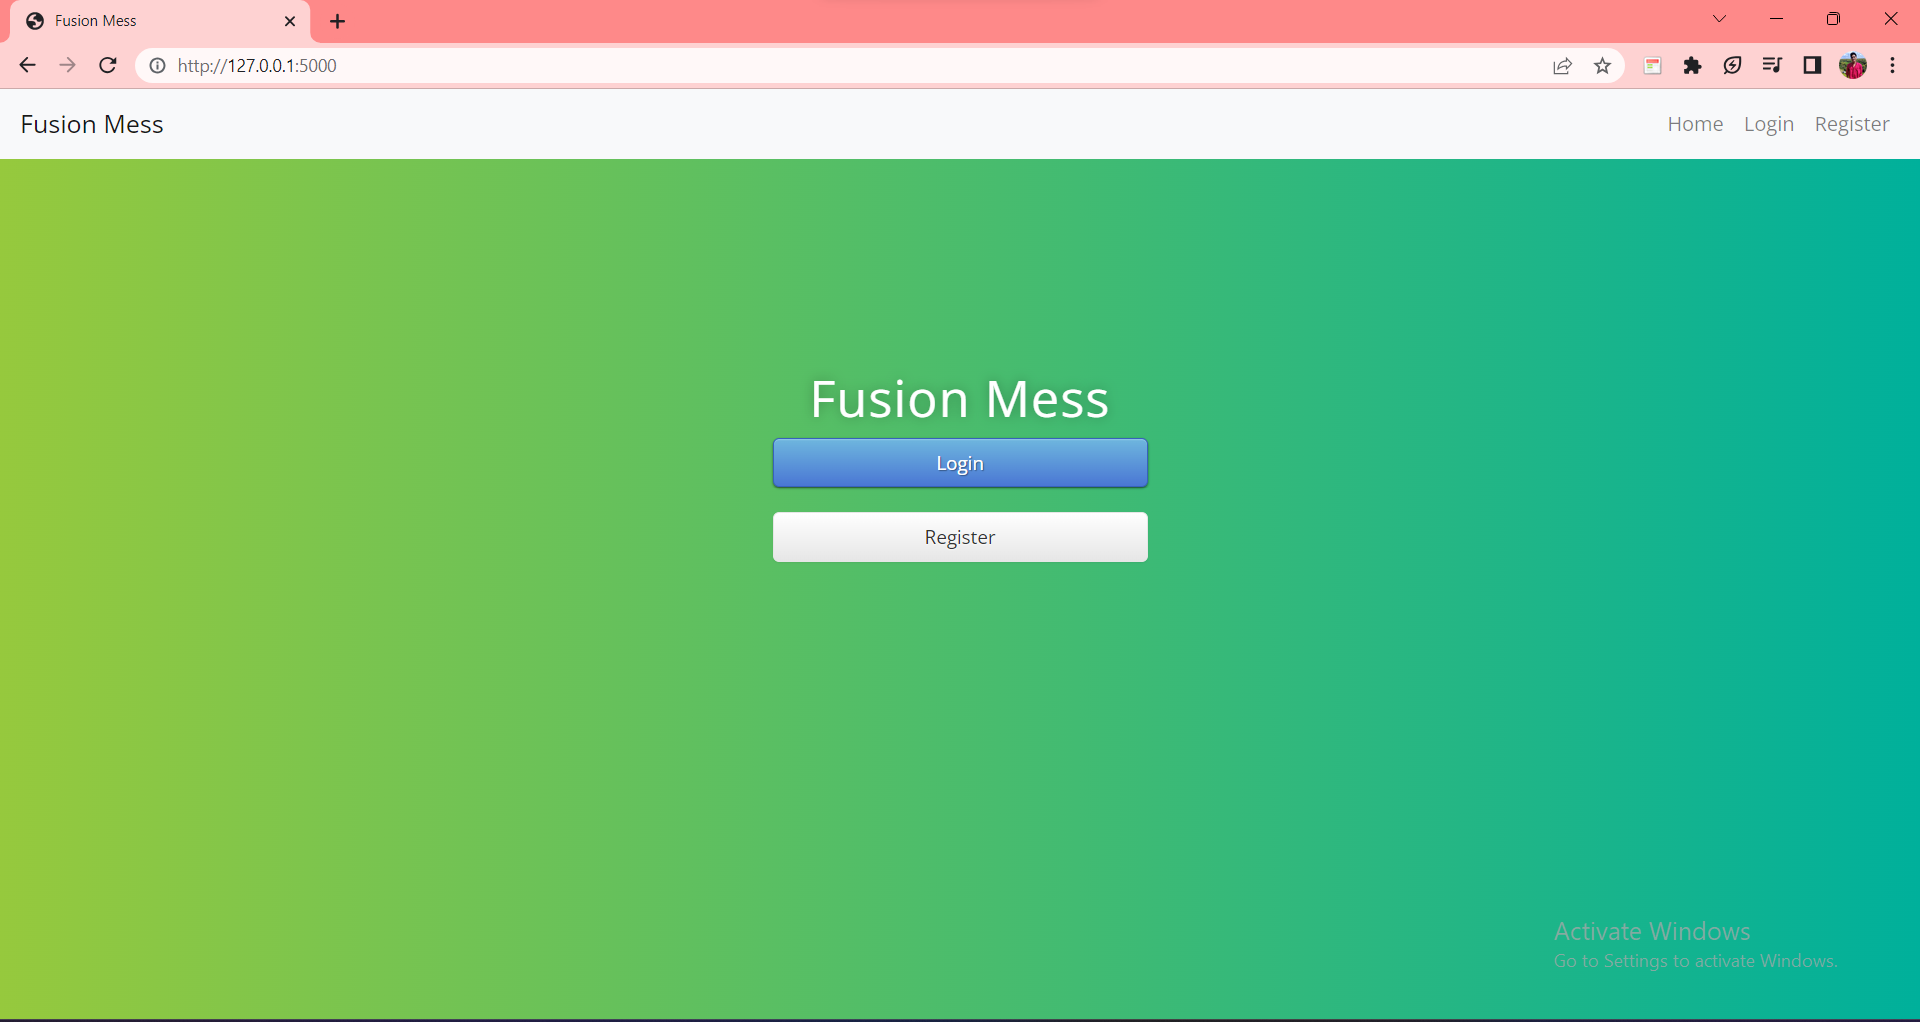 Fusion Mess
http://127.0.0.1:5000
Fusion Mess
Home Login Register
Fusion Mess
Login
Register
Activate Windows
Go to Settings to activate Windows.